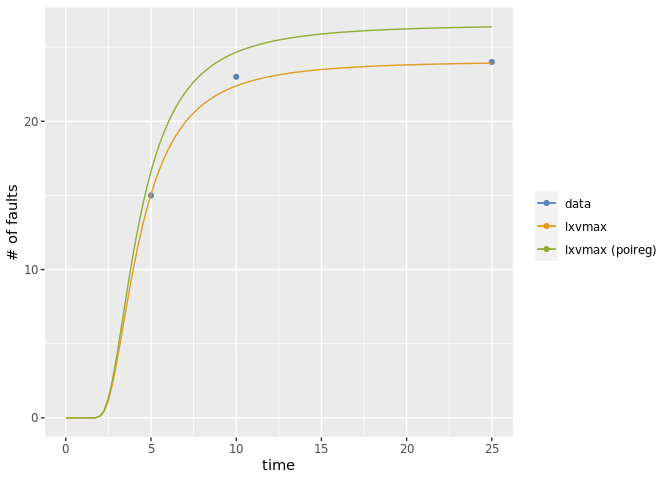 # of faults
20
10
0
0 5 10 15 20 25
time
data
lxvmax
lxvmax (poireg)